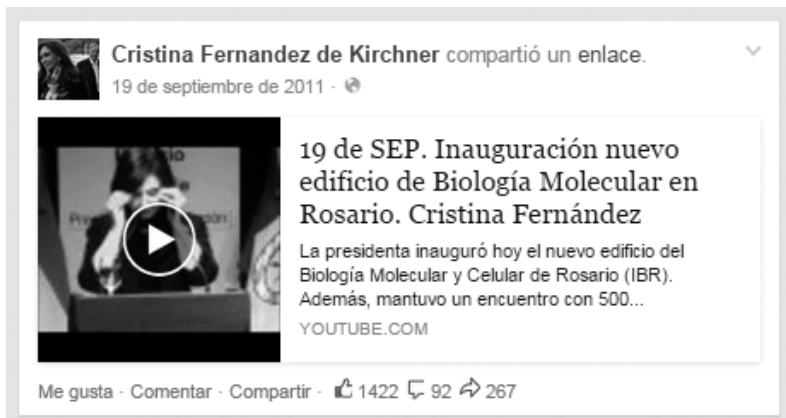 Cristina Fernandez de Kirchner compartió un enlace.
19 de septiembre de 2011 ·
19 de SEP. Inauguración nuevo
edificio de Biología Molecular en
Rosario. Cristina Fernández
La presidenta inauguró hoy el nuevo edificio del
Biología Molecular y Celular de Rosario (IBR).
Además, mantuvo un encuentro con 500...
YOUTUBE.COM
Me gusta · Comentar · Compartir · 1422 92 267